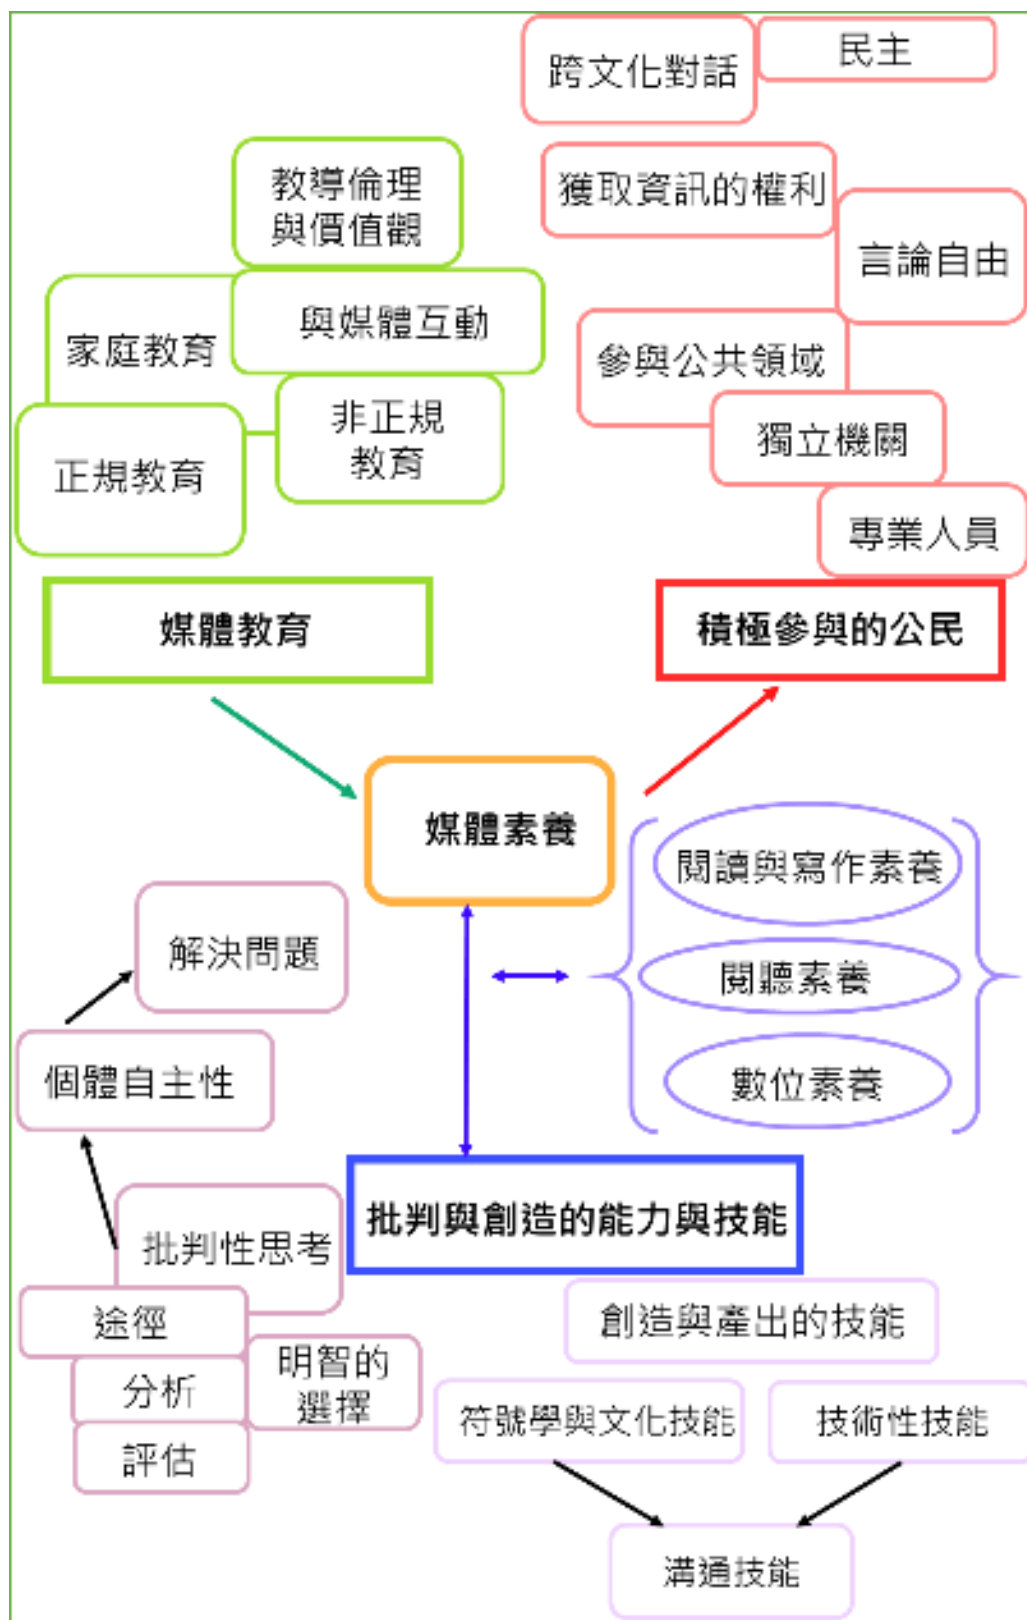 跨文化對話
民主
獲取資訊的權利
言論自由
參與公共領域
獨立機關
專業人員
教導倫理
與價值觀
與媒體互動
家庭教育
非正規
教育
正規教育
媒體教育
積極參與的公民
媒體素養
閱讀與寫作素養
閱聽素養
數位素養
解決問題
個體自主性
批判性思考
途徑
分析
評估
明智的
選擇
批判與創造的能力與技能
創造與產出的技能
符號學與文化技能
技術性技能
溝通技能